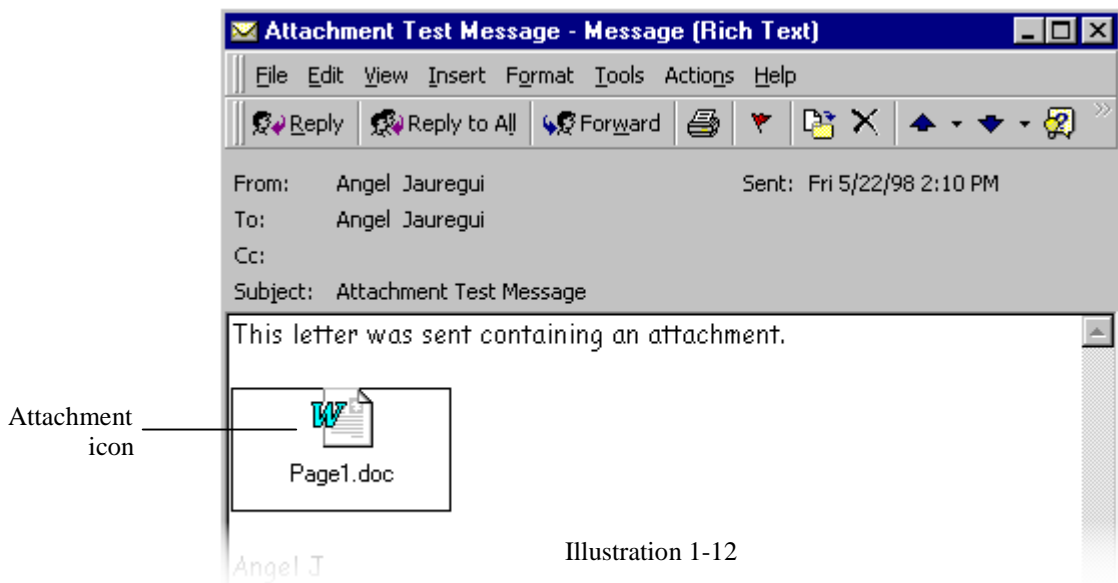 Attachment Test Message - Message (Rich Text)
File Edit View Insert Format Tools Actions Help
Reply Reply to All Forward
From: Angel Jauregui Sent: Fri 5/22/98 2:10 PM
To: Angel Jauregui
Cc:
Subject: Attachment Test Message
This letter was sent containing an attachment.
Attachment
icon
W
Page1.doc
Illustration 1-12
Angel J